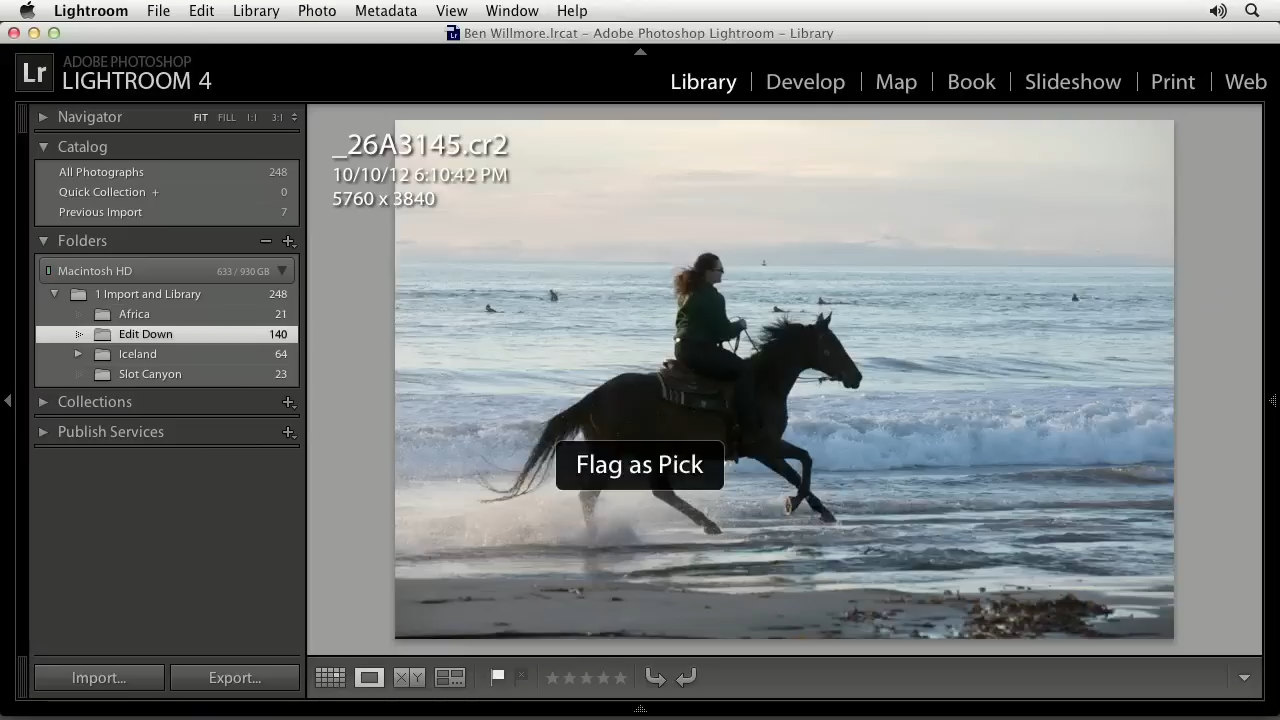 Lightroom File Edit Library Photo Metadata View Window Help
Ben Willmore.lrcat – Adobe Photoshop Lightroom – Library
Lr ADOBE PHOTOSHOP
LIGHTROOM 4
Library Develop Map Book Slideshow Print Web
Navigator FIT FILL 1:1 3:1
Catalog
All Photographs 248
Quick Collection + 0
Previous Import 7
Folders
Macintosh HD 633 / 930 GB
1 Import and Library 248
Africa 21
Edit Down 140
Iceland 64
Slot Canyon 23
Collections
Publish Services
Import...
Export...
_26A3145.cr2
10/10/12 6:10:42 PM
5760 x 3840
Flag as Pick
X Y